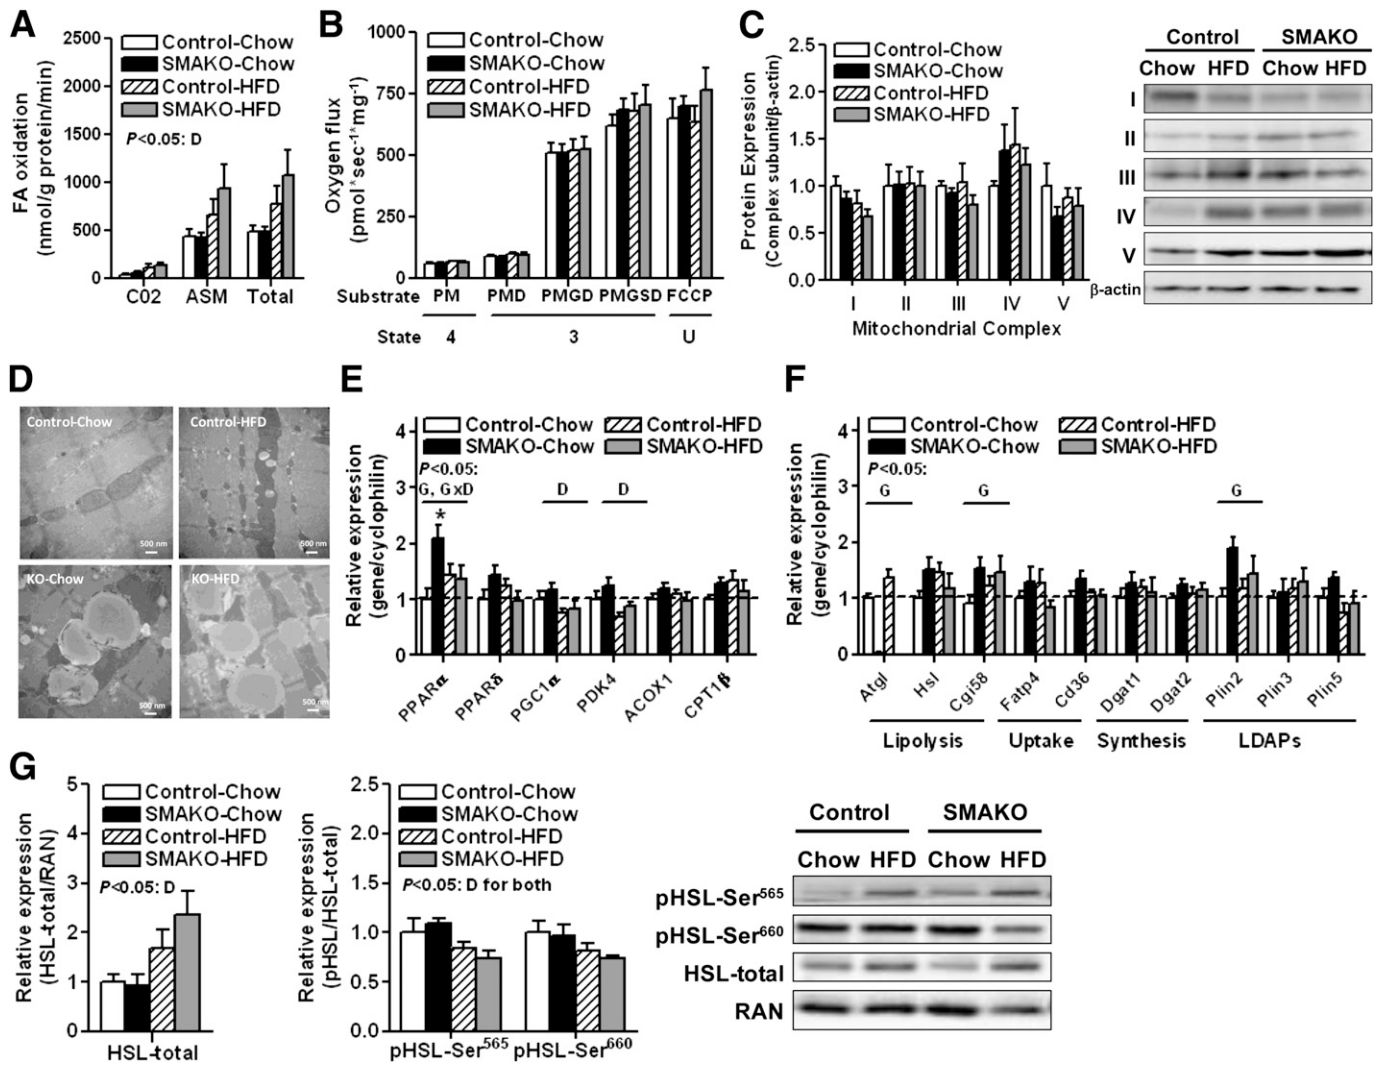 A
2500
2000
1500
1000
500
0
FA oxidation
(nmol/g protein/min)
Control-Chow
SMAKO-Chow
Control-HFD
SMAKO-HFD
P<0.05: D
C02 ASM Total
B
1000
750
500
250
0
Oxygen flux
(pmol*sec-1*mg-1)
Control-Chow
SMAKO-Chow
Control-HFD
SMAKO-HFD
Substrate PM PMD PMGD PMGSD FCCP
State 4 3 U
C
2.5
2.0
1.5
1.0
0.5
0.0
Protein Expression
(Complex subunit/β-actin)
Control-Chow
SMAKO-Chow
Control-HFD
SMAKO-HFD
I II III IV V
Mitochondrial Complex
Control SMAKO
Chow HFD Chow HFD
I
II
III
IV
V
β-actin
D
Control-Chow
500 nm
Control-HFD
500 nm
KO-Chow
500 nm
KO-HFD
500 nm
E
4
3
2
1
0
Relative expression
(gene/cyclophilin)
Control-Chow Control-HFD
SMAKO-Chow SMAKO-HFD
P<0.05:
G, GxD D D
*
PPARα PPARδ PGC1α PDK4 ACOX1 CPT1β
F
4
3
2
1
0
Relative expression
(gene/cyclophilin)
Control-Chow Control-HFD
SMAKO-Chow SMAKO-HFD
P<0.05:
G G G
Atgl Hsl Cgi58 Fatp4 Cd36 Dgat1 Dgat2 Plin2 Plin3 Plin5
Lipolysis Uptake Synthesis LDAPs
G
5
4
3
2
1
0
Relative expression
(HSL-total/RAN)
Control-Chow
SMAKO-Chow
Control-HFD
SMAKO-HFD
P<0.05: D
HSL-total
2.5
2.0
1.5
1.0
0.5
0.0
Relative expression
(pHSL/HSL-total)
Control-Chow
SMAKO-Chow
Control-HFD
SMAKO-HFD
P<0.05: D for both
pHSL-Ser565 pHSL-Ser660
Control SMAKO
Chow HFD Chow HFD
pHSL-Ser565
pHSL-Ser660
HSL-total
RAN